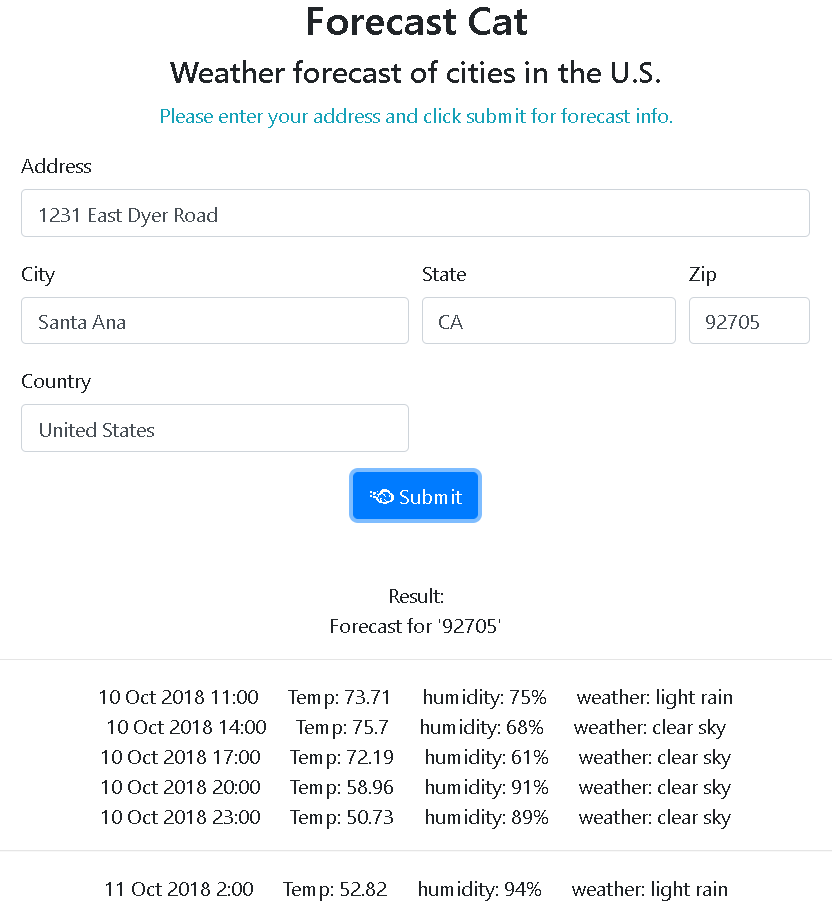 Forecast Cat
Weather forecast of cities in the U.S.
Please enter your address and click submit for forecast info.
Address
1231 East Dyer Road
City State Zip
Santa Ana CA 92705
Country
United States
Submit
Result:
Forecast for '92705'
10 Oct 2018 11:00 Temp: 73.71 humidity: 75% weather: light rain
10 Oct 2018 14:00 Temp: 75.7 humidity: 68% weather: clear sky
10 Oct 2018 17:00 Temp: 72.19 humidity: 61% weather: clear sky
10 Oct 2018 20:00 Temp: 58.96 humidity: 91% weather: clear sky
10 Oct 2018 23:00 Temp: 50.73 humidity: 89% weather: clear sky
11 Oct 2018 2:00 Temp: 52.82 humidity: 94% weather: light rain